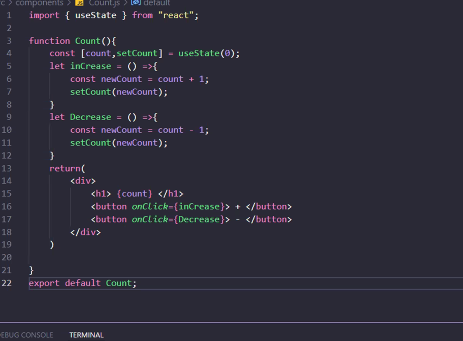 rc > components > JS Count.js > default
1 import { useState } from "react";
2
3 function Count(){
4 const [count,setCount] = useState(0);
5 let inCrease = () =>{
6 const newCount = count + 1;
7 setCount(newCount);
8 }
9 let Decrease = () =>{
10 const newCount = count - 1;
11 setCount(newCount);
12 }
13 return(
14 <div>
15 <h1> {count} </h1>
16 <button onClick={inCrease}> + </button>
17 <button onClick={Decrease}> - </button>
18 </div>
19 )
20
21 }
22 export default Count;
EBUG CONSOLE TERMINAL